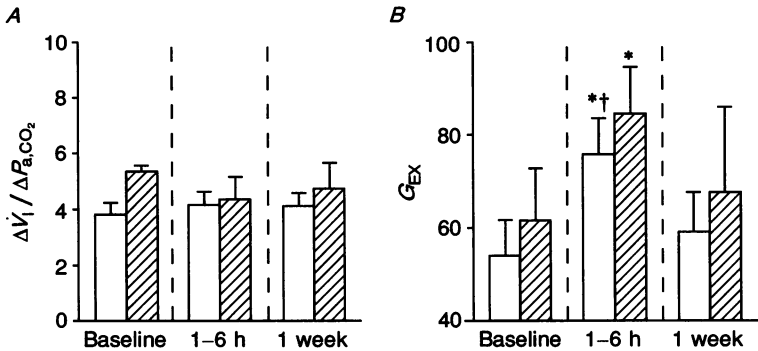 A
ΔV̇I / ΔPa,CO₂
10
8
6
4
2
0
Baseline
1–6 h
1 week
B
GEX
100
80
60
40
*†
*
Baseline
1–6 h
1 week